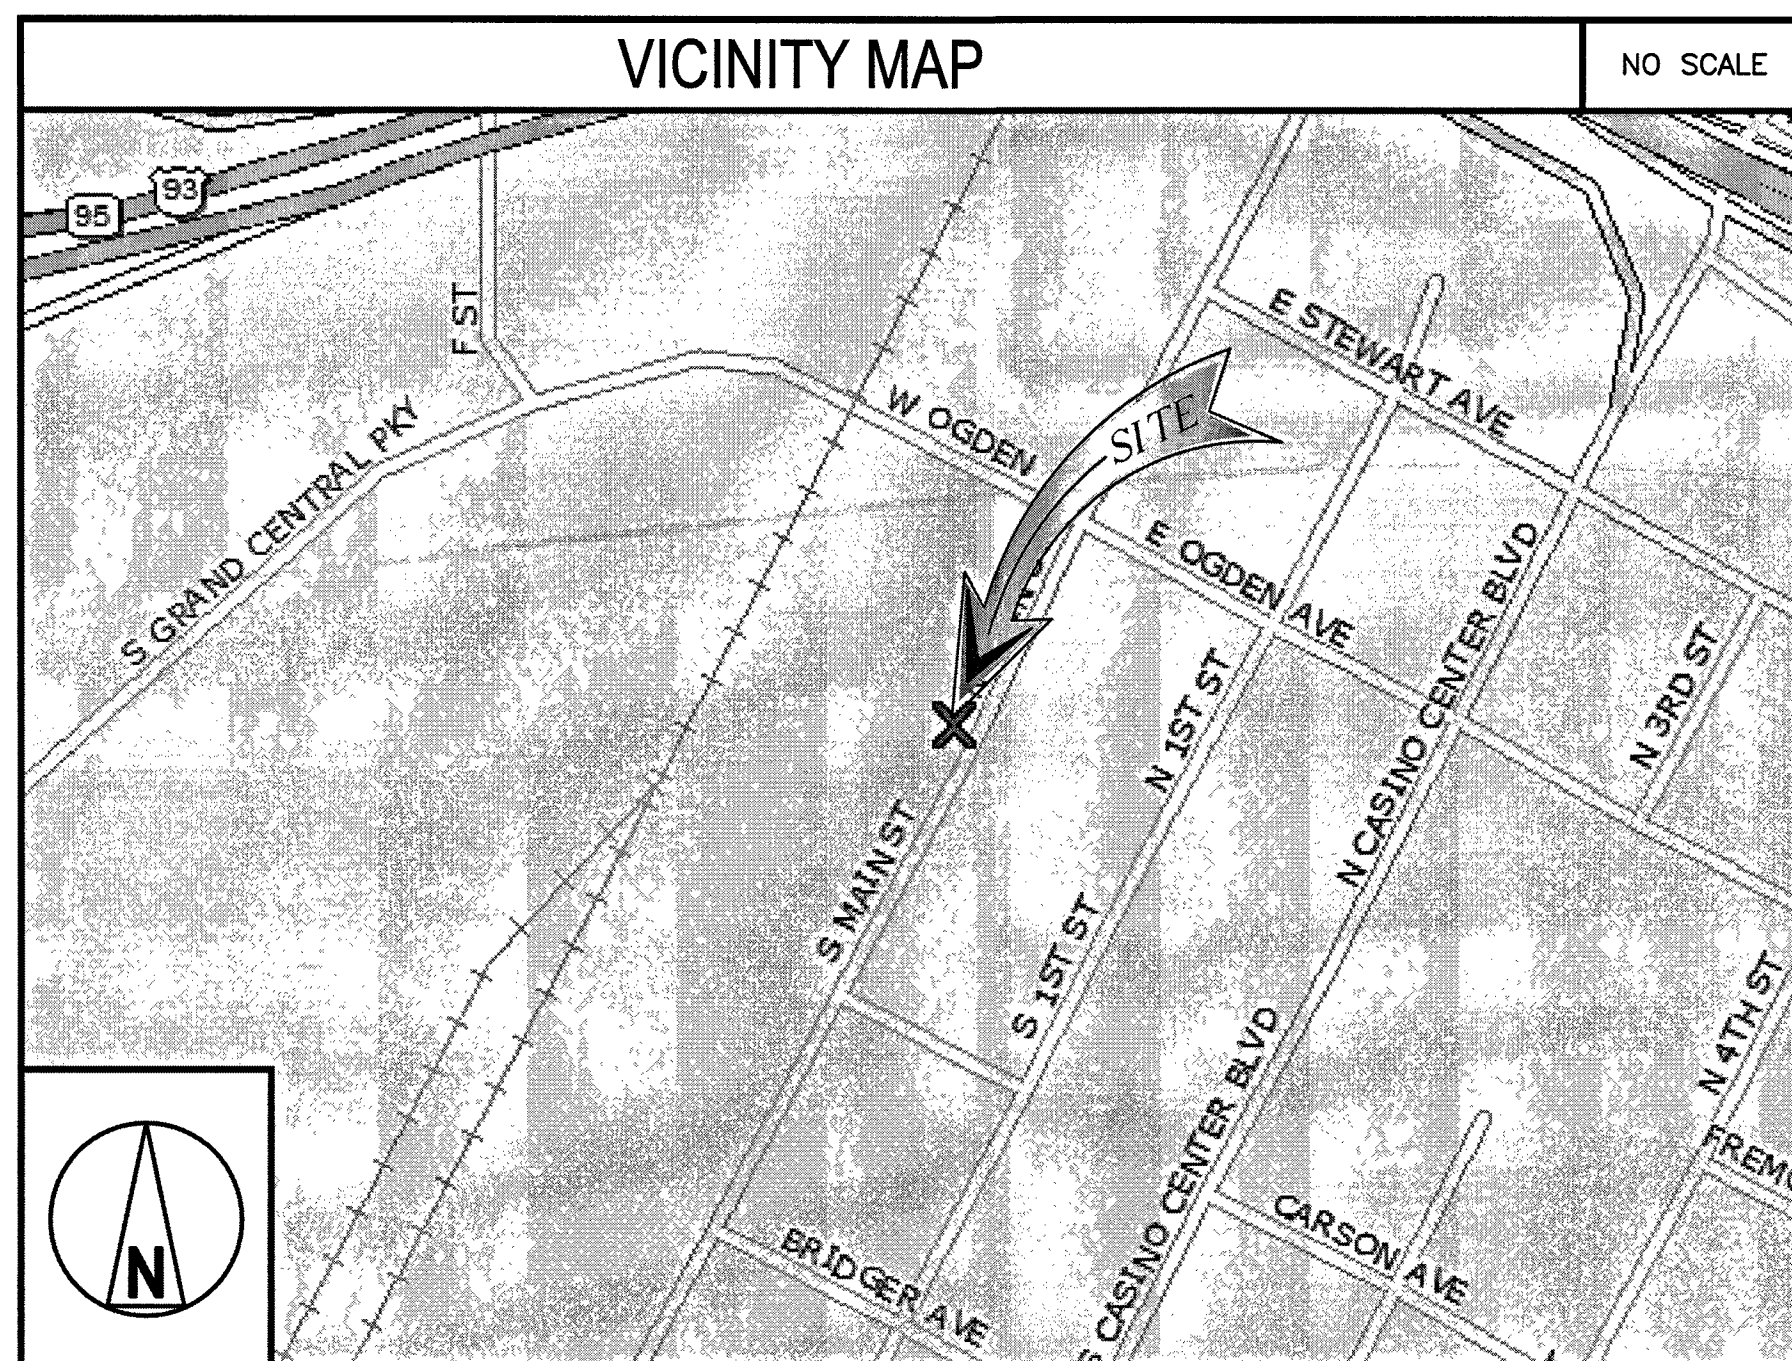 VICINITY MAP
NO SCALE
93
95
F ST
E STEWART AVE
W OGDEN
SITE
S GRAND CENTRAL PKY
E OGDEN AVE
N CASINO CENTER BLVD
N 3RD ST
N 1ST ST
S MAIN ST
S 1ST ST
N 4TH ST
S CASINO CENTER BLVD
CARSON AVE
BRIDGER AVE
N